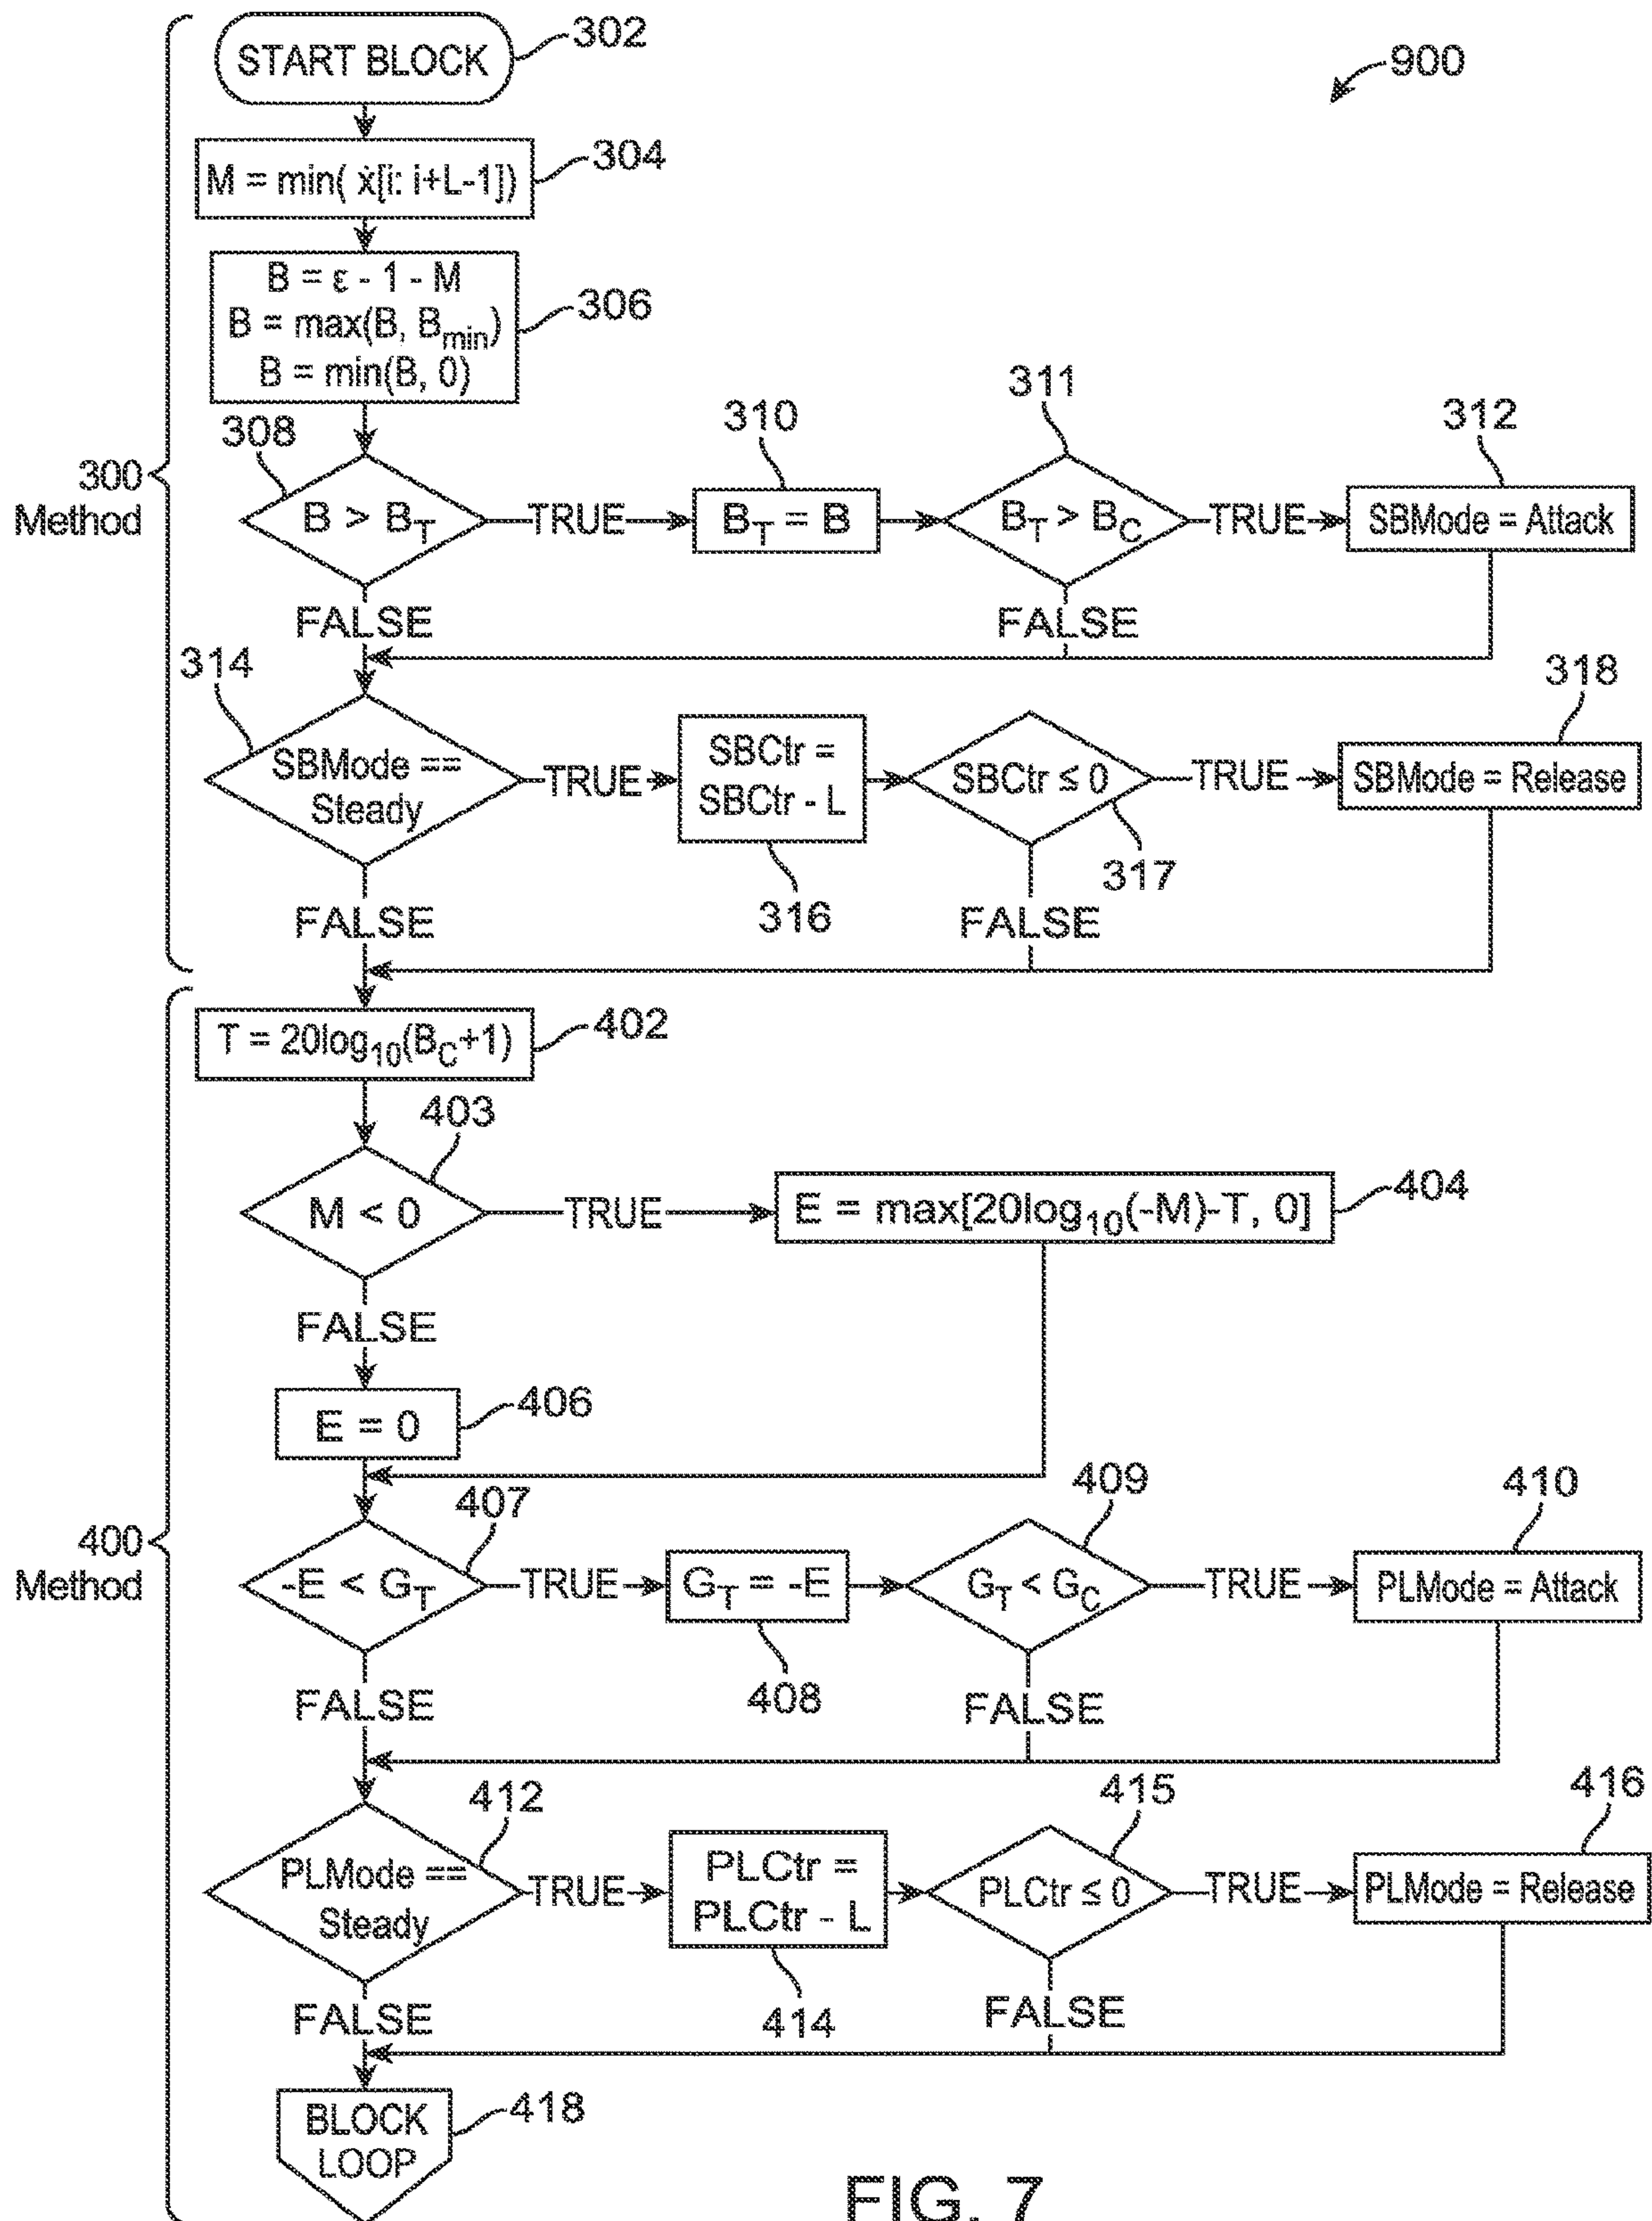 302
START BLOCK
900
304
M = min( ẋ[i: i+L-1])
B = ε - 1 - M
306
B = max(B, Bmin)
B = min(B, 0)
308
310
311
312
300
Method
B > BT
TRUE
BT = B
BT > BC
TRUE
SBMode = Attack
FALSE
FALSE
314
318
SBMode ==
Steady
TRUE
SBCtr =
SBCtr - L
SBCtr ≤ 0
TRUE
SBMode = Release
317
316
FALSE
FALSE
T = 20log10(BC+1)
402
403
M < 0
TRUE
E = max[20log10(-M)-T, 0]
404
FALSE
E = 0
406
407
409
410
400
Method
-E < GT
TRUE
GT = -E
GT < GC
TRUE
PLMode = Attack
408
FALSE
FALSE
412
415
416
PLMode ==
Steady
TRUE
PLCtr =
PLCtr - L
PLCtr ≤ 0
TRUE
PLMode = Release
FALSE
414
FALSE
BLOCK
LOOP
418
FIG. 7